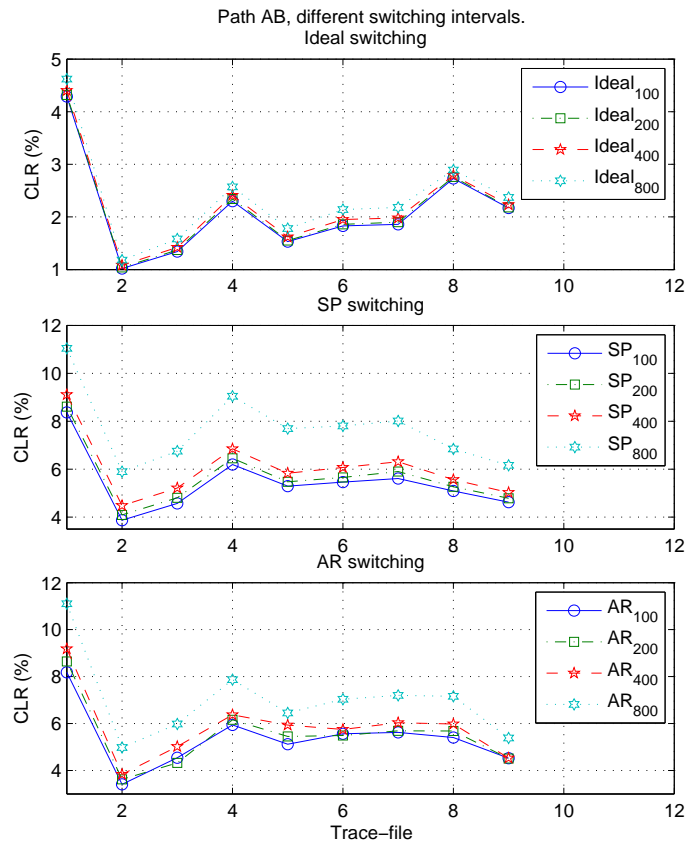 Path AB, different switching intervals.
Ideal switching
5
4
3
2
1
CLR (%)
2
4
6
8
10
12
Ideal100
Ideal200
Ideal400
Ideal800
SP switching
12
10
8
6
4
CLR (%)
2
4
6
8
10
12
SP100
SP200
SP400
SP800
AR switching
12
10
8
6
4
CLR (%)
2
4
6
8
10
12
AR100
AR200
AR400
AR800
Trace-file